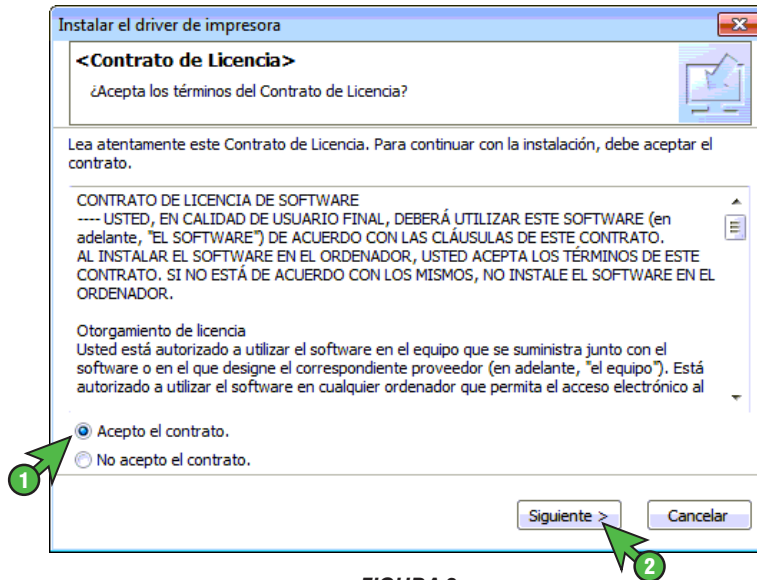 Instalar el driver de impresora
<Contrato de Licencia>
¿Acepta los términos del Contrato de Licencia?
Lea atentamente este Contrato de Licencia. Para continuar con la instalación, debe aceptar el
contrato.
CONTRATO DE LICENCIA DE SOFTWARE
---- USTED, EN CALIDAD DE USUARIO FINAL, DEBERÁ UTILIZAR ESTE SOFTWARE (en
adelante, "EL SOFTWARE") DE ACUERDO CON LAS CLÁUSULAS DE ESTE CONTRATO.
AL INSTALAR EL SOFTWARE EN EL ORDENADOR, USTED ACEPTA LOS TÉRMINOS DE ESTE
CONTRATO. SI NO ESTÁ DE ACUERDO CON LOS MISMOS, NO INSTALE EL SOFTWARE EN EL
ORDENADOR.
Otorgamiento de licencia
Usted está autorizado a utilizar el software en el equipo que se suministra junto con el
software o en el que designe el correspondiente proveedor (en adelante, "el equipo"). Está
autorizado a utilizar el software en cualquier ordenador que permita el acceso electrónico al
Acepto el contrato.
1
No acepto el contrato.
Siguiente >
Cancelar
2